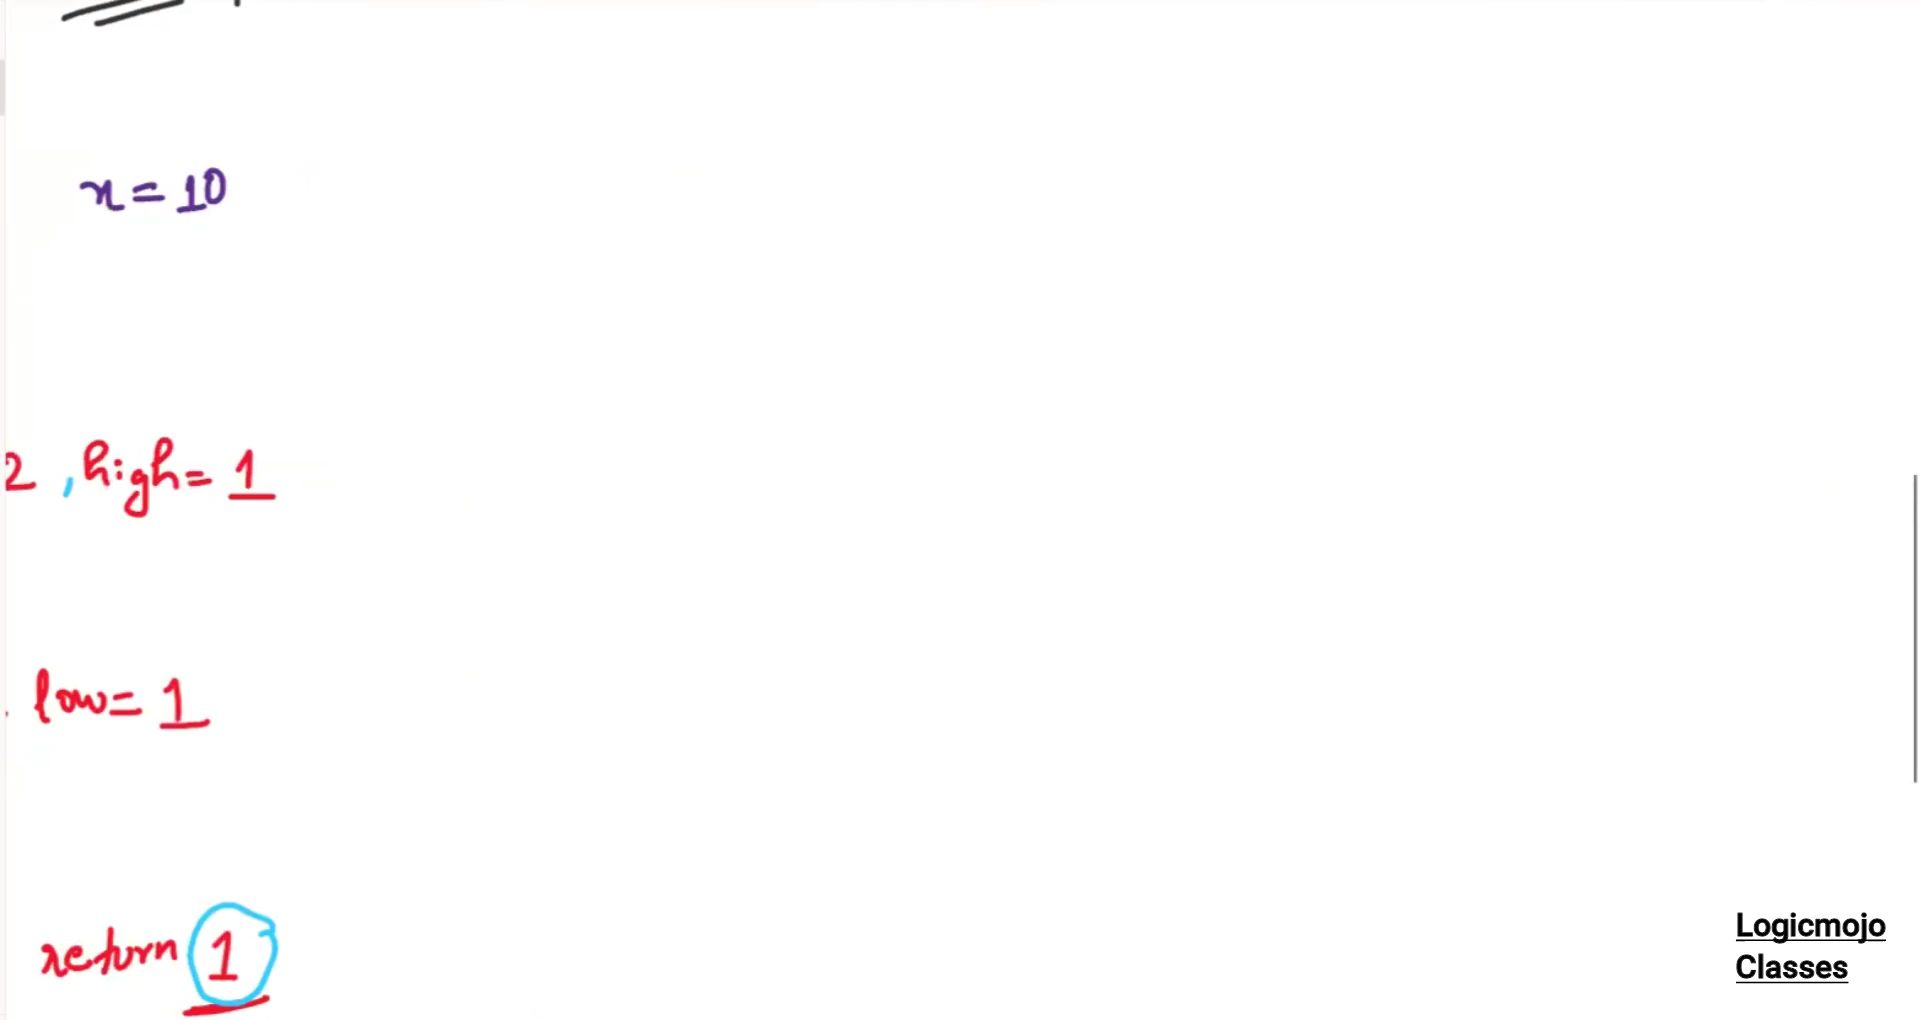 x = 10
2 , high = 1
low = 1
return 1
Logicmojo
Classes